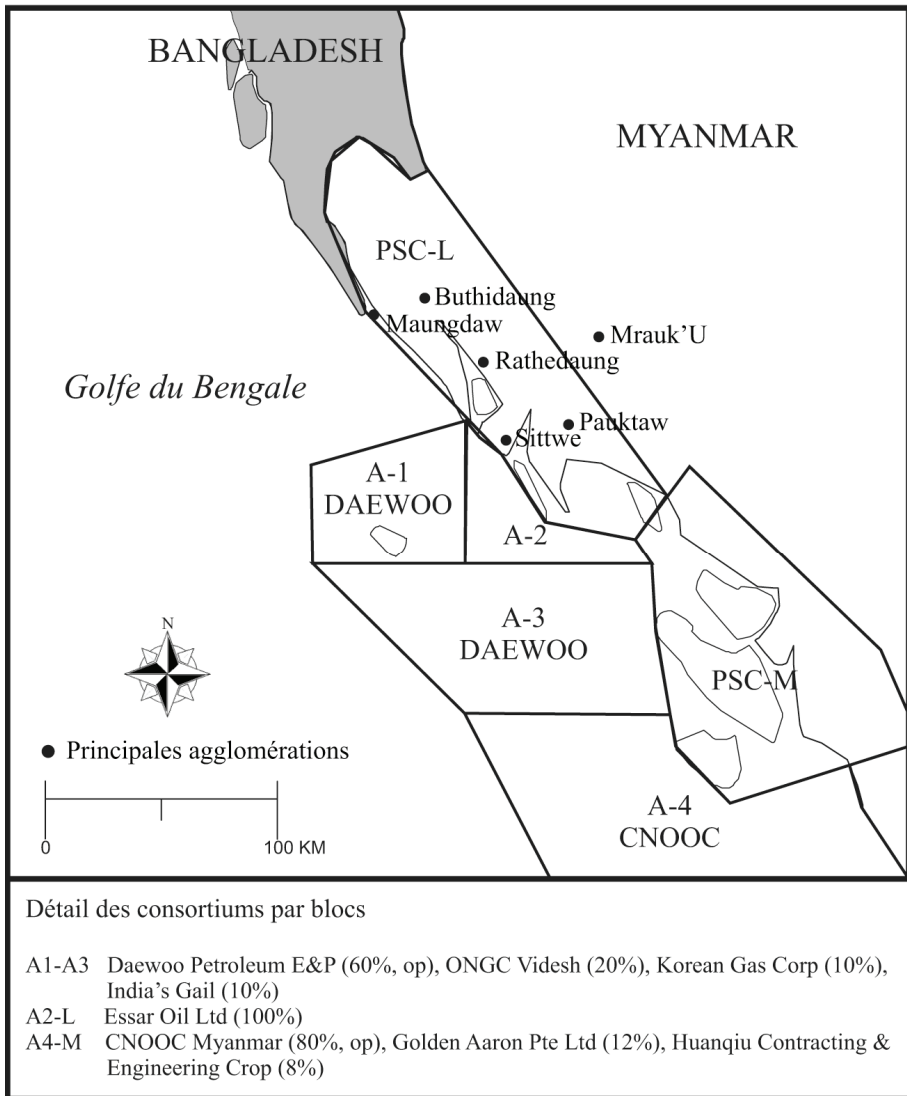 BANGLADESH
MYANMAR
PSC-L
Buthidaung
Maungdaw
Mrauk’U
Rathedaung
Golfe du Bengale
Pauktaw
Sittwe
A-1
DAEWOO
A-2
A-3
DAEWOO
N
PSC-M
Principales agglomérations
A-4
CNOOC
0 100 KM
Détail des consortiums par blocs
A1-A3 Daewoo Petroleum E&P (60%, op), ONGC Videsh (20%), Korean Gas Corp (10%),
India’s Gail (10%)
A2-L Essar Oil Ltd (100%)
A4-M CNOOC Myanmar (80%, op), Golden Aaron Pte Ltd (12%), Huanqiu Contracting &
Engineering Crop (8%)